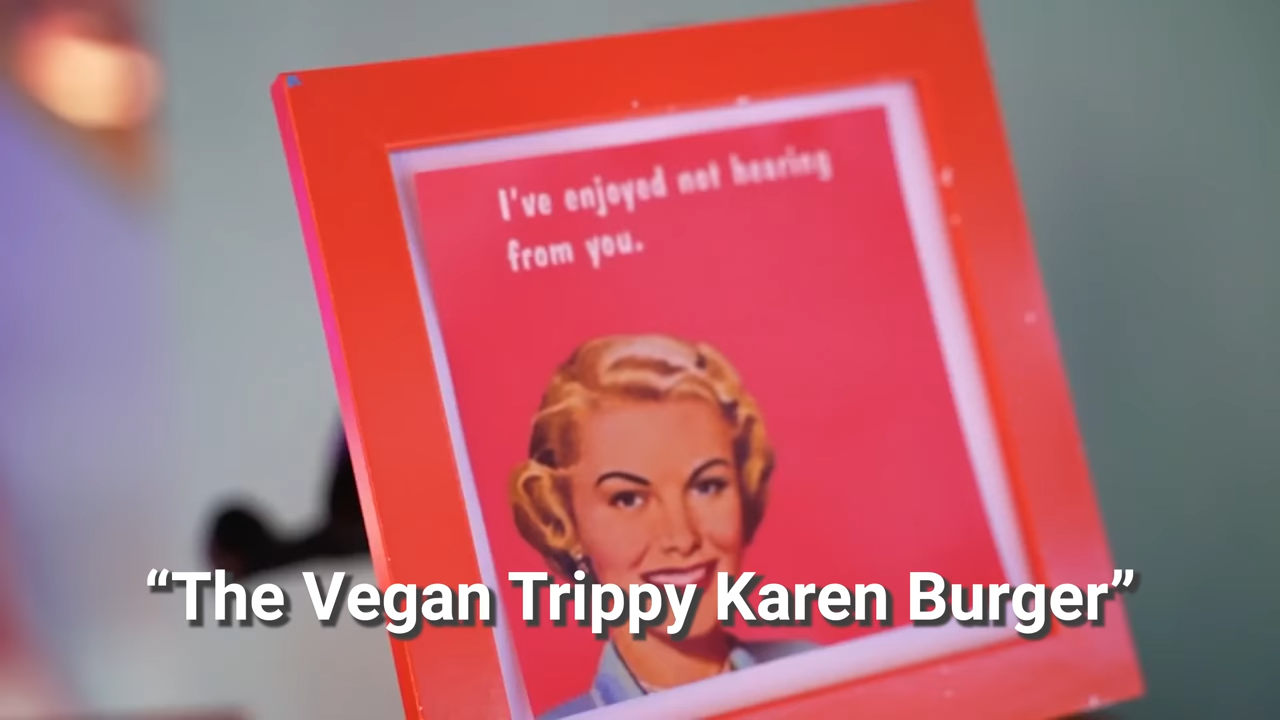 I've enjoyed not hearing
from you.
“The Vegan Trippy Karen Burger”